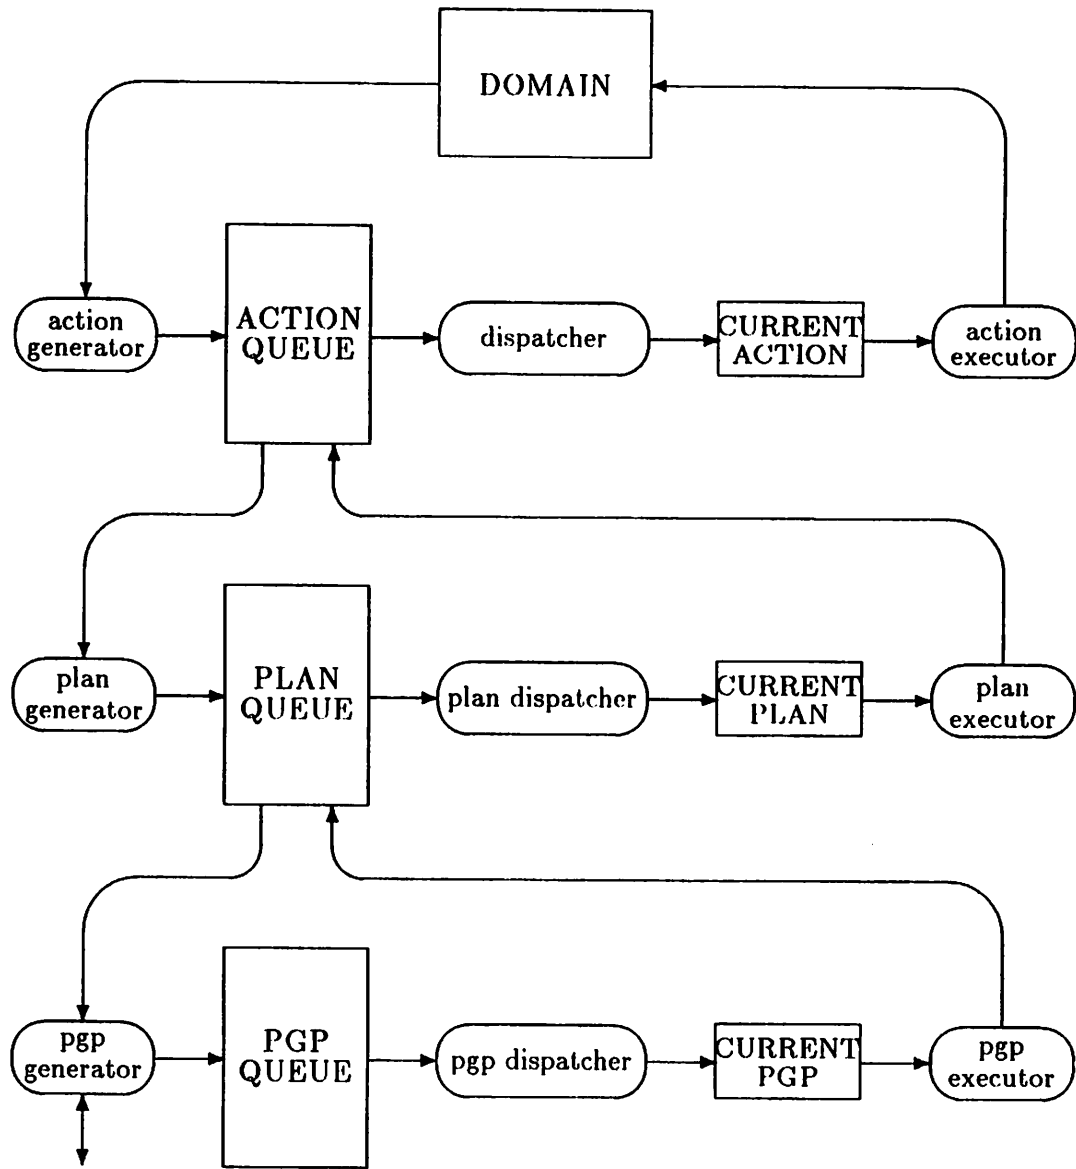 DOMAIN
action
generator
ACTION
QUEUE
dispatcher
CURRENT
ACTION
action
executor
plan
generator
PLAN
QUEUE
plan dispatcher
CURRENT
PLAN
plan
executor
pgp
generator
PGP
QUEUE
pgp dispatcher
CURRENT
PGP
pgp
executor